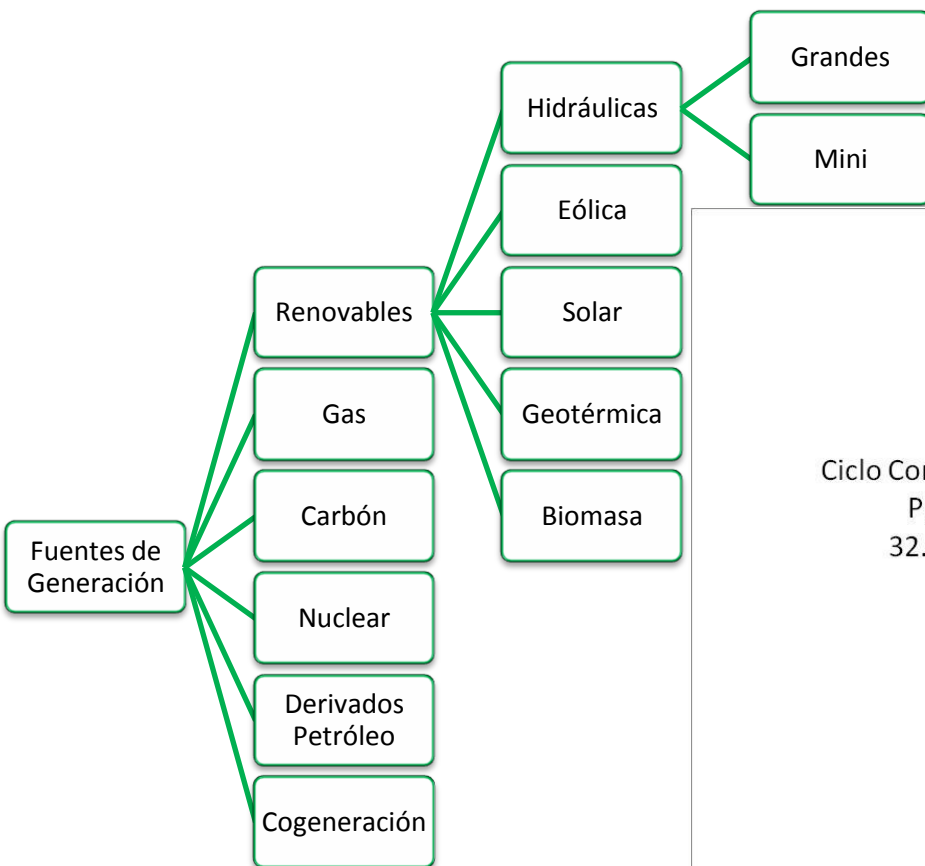 Grandes
Hidráulicas
Mini
Eólica
Renovables
Solar
Gas
Geotérmica
Carbón
Biomasa
Fuentes de
Generación
Nuclear
Derivados
Petróleo
Cogeneración
Ciclo
32.